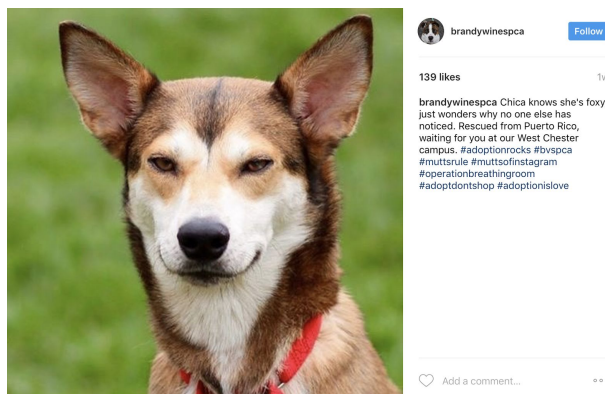 brandywinespca
Follow
139 likes
brandywinespca Chica knows she's foxy
just wonders why no one else has
noticed. Rescued from Puerto Rico,
waiting for you at our West Chester
campus. #adoptionrocks #bvspca
#muttsrule #muttsofinstagram
#operationbreathingroom
#adoptdontshop #adoptionislove
Add a comment...